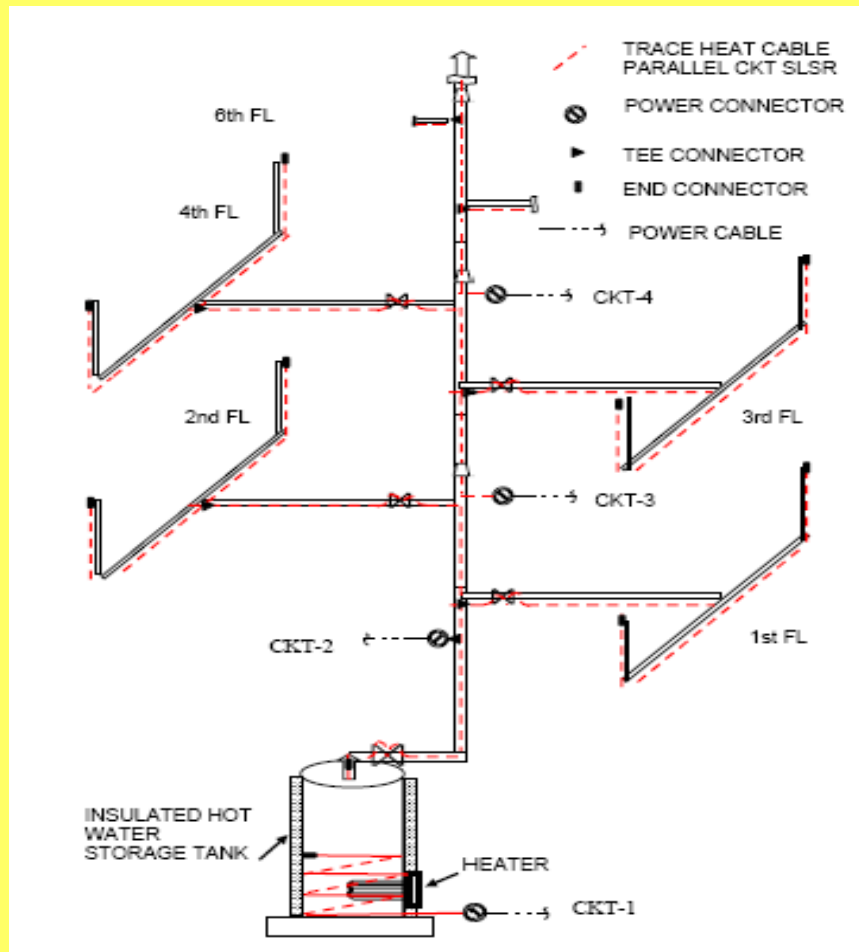 TRACE HEAT CABLE
PARALLEL CKT SLSR
POWER CONNECTOR
TEE CONNECTOR
END CONNECTOR
POWER CABLE
6th FL
4th FL
CKT-4
2nd FL
3rd FL
CKT-3
CKT-2
1st FL
INSULATED HOT
WATER
STORAGE TANK
HEATER
CKT-1